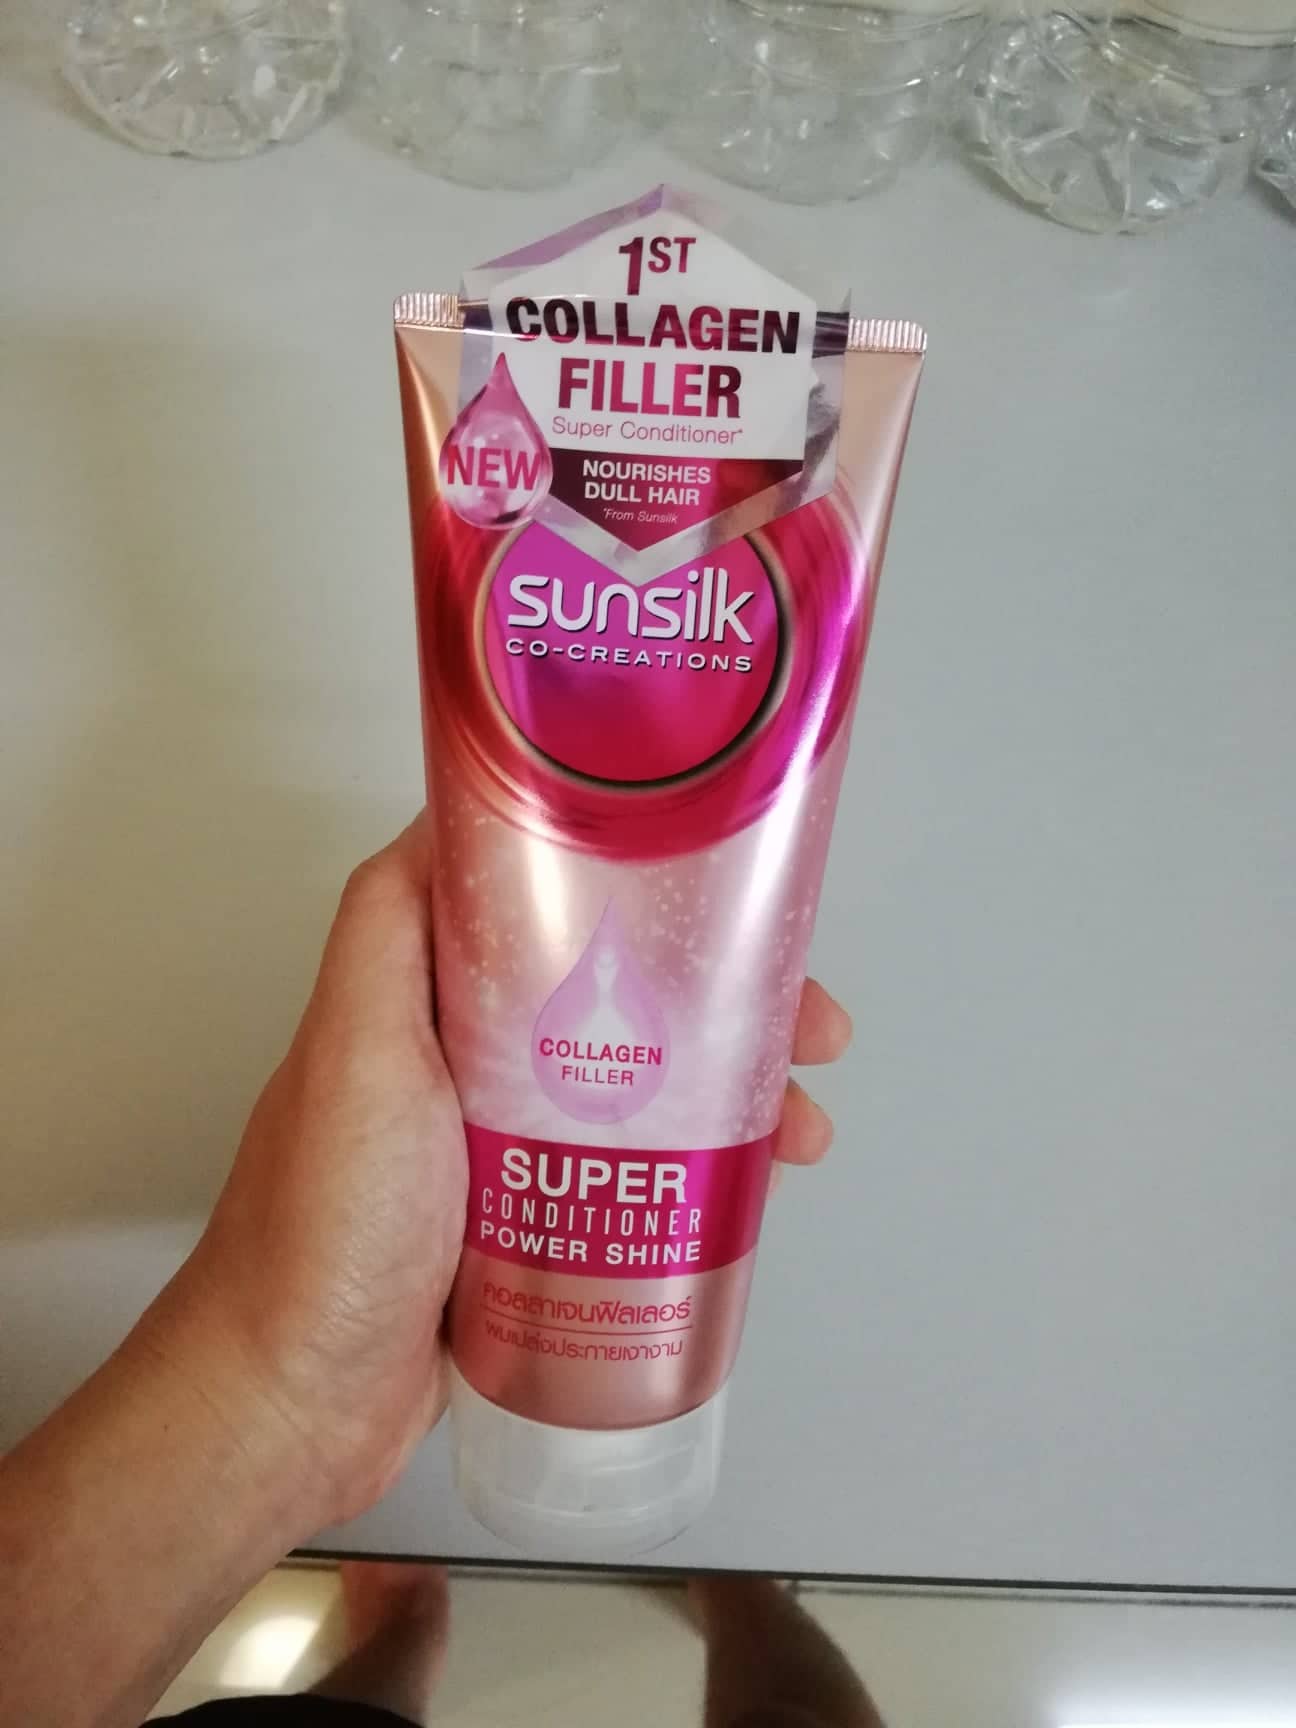 1ST
COLLAGEN
FILLER
Super Conditioner*
NEW
NOURISHES
DULL HAIR
*From Sunsilk
sunsilk
CO-CREATIONS
COLLAGEN
FILLER
SUPER
CONDITIONER
POWER SHINE
คอลลาเจนฟิลเลอร์
ผมเปล่งประกายเงางาม